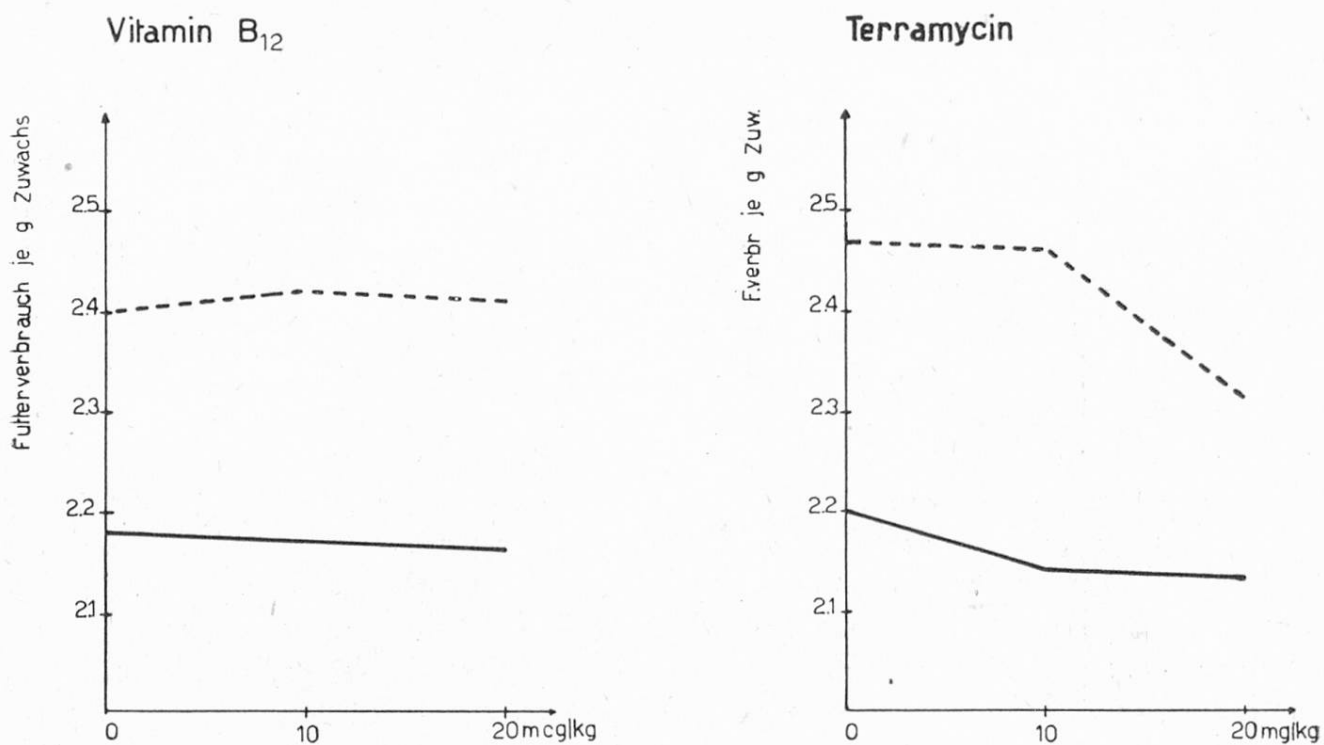 Vitamin B₁₂
Futterverbrauch je g Zuwachs
2.5
2.4
2.3
2.2
2.1
0
10
20 mcg/kg
Terramycin
F.verbr je g Zuw.
2.5
2.4
2.3
2.2
2.1
0
10
20 mg/kg